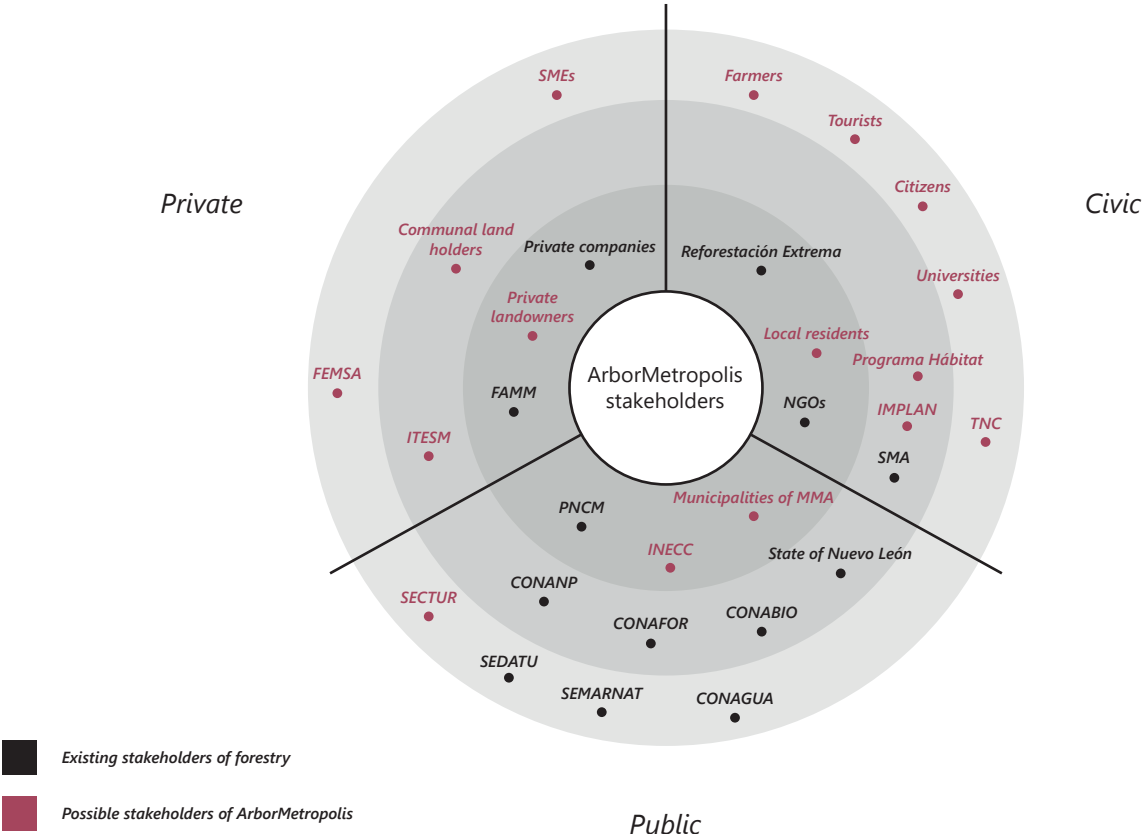 SMEs
Farmers
Tourists
Citizens
Private
Civic
Communal land
holders
Private companies
Reforestación Extrema
Universities
Private
landowners
Local residents
Programa Hábitat
FEMSA
ArborMetropolis
stakeholders
FAMM
NGOs
IMPLAN
TNC
ITESM
SMA
Municipalities of MMA
PNCM
INECC
State of Nuevo León
CONANP
SECTUR
CONAFOR
CONABIO
SEDATU
SEMARNAT
CONAGUA
Existing stakeholders of forestry
Possible stakeholders of ArborMetropolis
Public